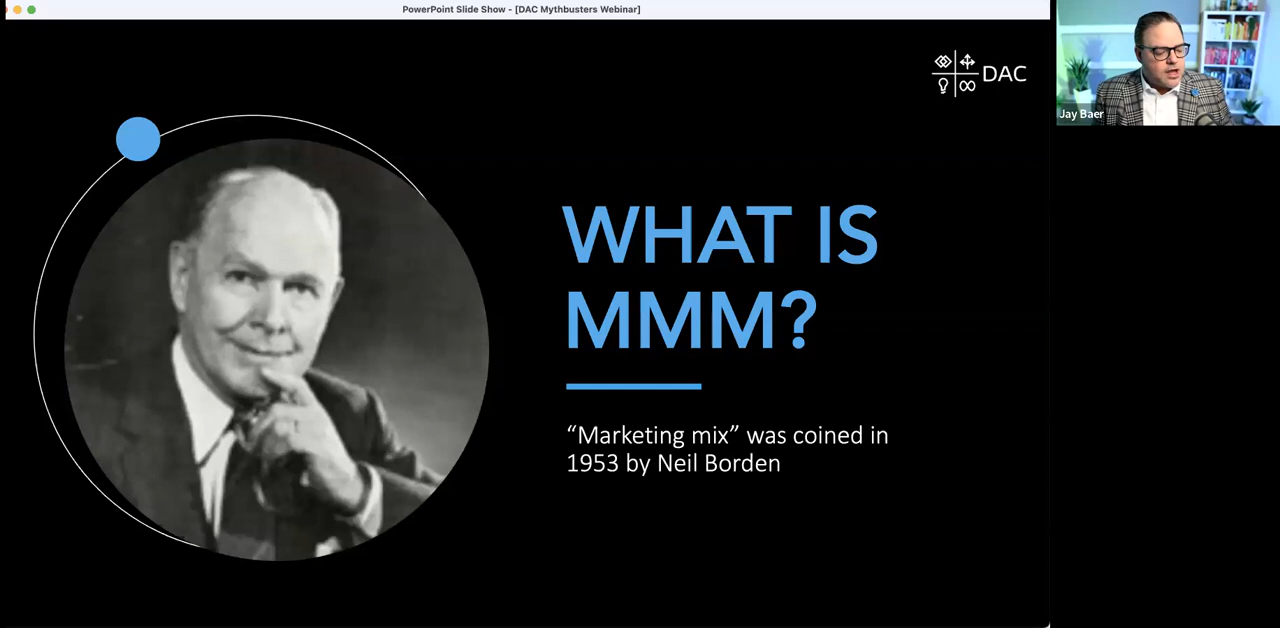 PowerPoint Slide Show - [DAC Mythbusters Webinar]
DAC
Jay Baer
WHAT IS
MMM?
“Marketing mix” was coined in
1953 by Neil Borden